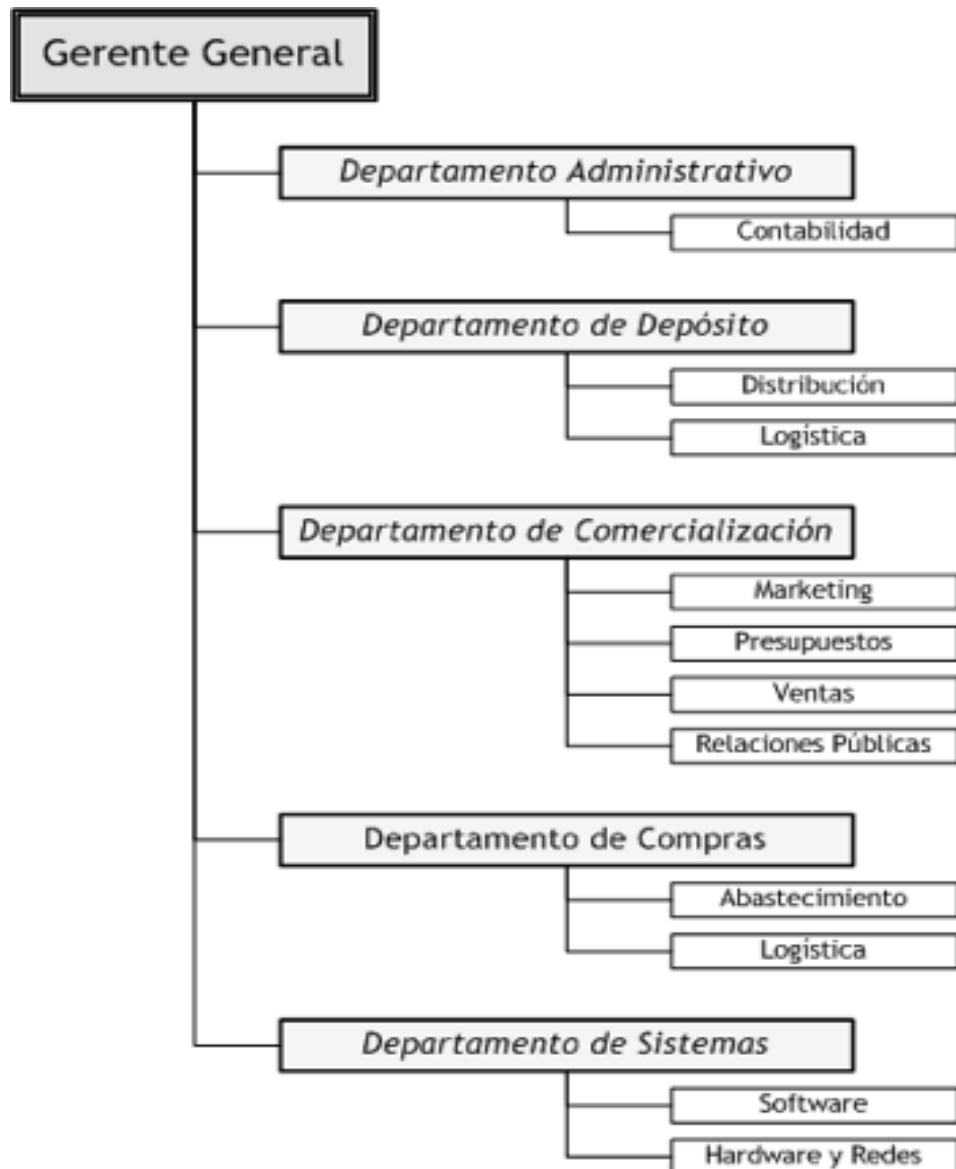 Gerente General
Departamento Administrativo
Contabilidad
Departamento de Depósito
Distribución
Logística
Departamento de Comercialización
Marketing
Presupuestos
Ventas
Relaciones Públicas
Departamento de Compras
Abastecimiento
Logística
Departamento de Sistemas
Software
Hardware y Redes